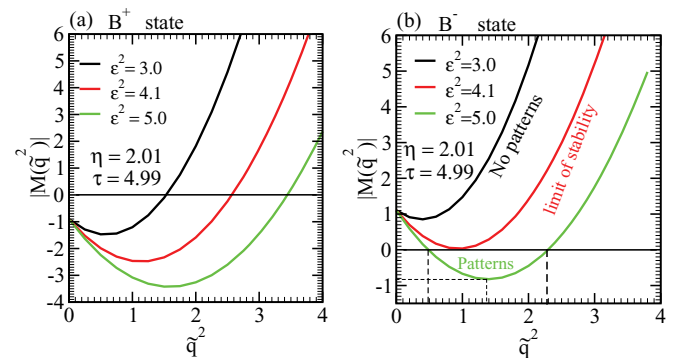 (a) B⁺ state
6
5
4
3
2
1
0
-1
-2
-3
-4
|M(q̃²)|
ε²=3.0
ε²=4.1
ε²=5.0
η = 2.01
τ = 4.99
0 1 2 3 4
q̃²
(b) B⁻ state
6
5
4
3
2
1
0
-1
|M(q̃²)|
ε²=3.0
ε²=4.1
ε²=5.0
η = 2.01
τ = 4.99
No patterns
limit of stability
Patterns
0 1 2 3 4
q̃²